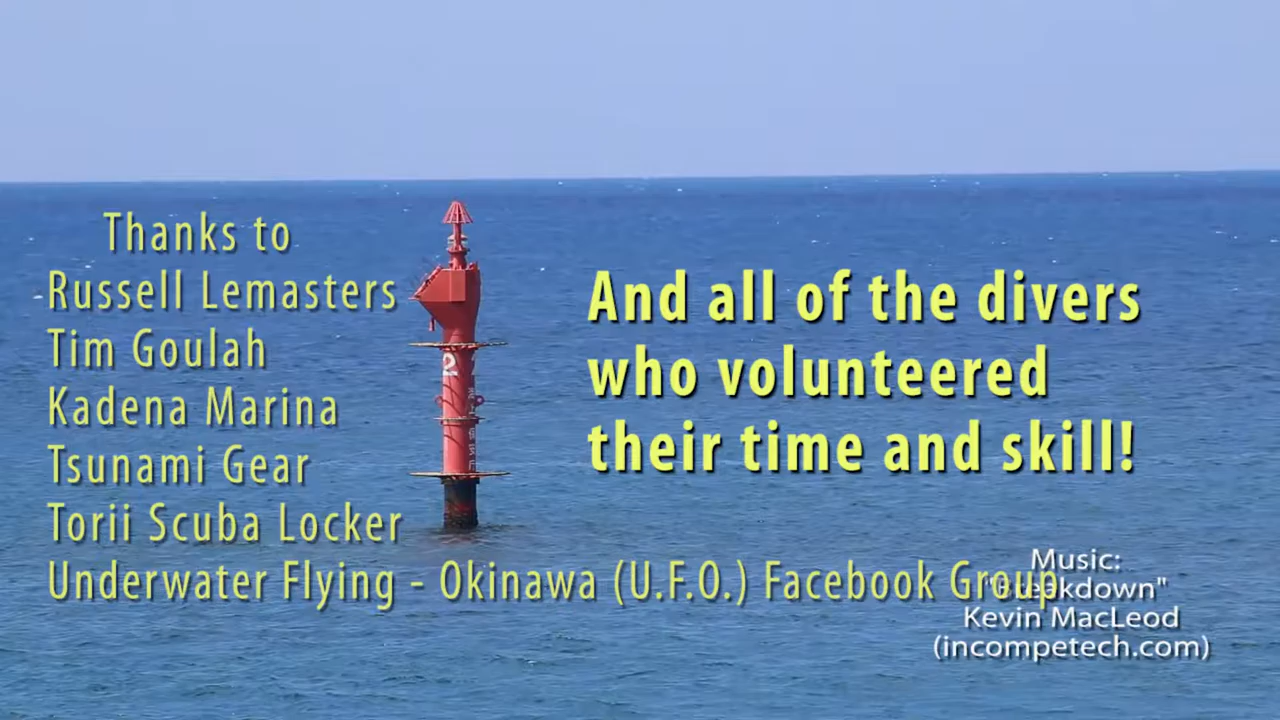 Thanks to
Russell Lemasters
Tim Goulah
Kadena Marina
Tsunami Gear
Torii Scuba Locker
Underwater Flying - Okinawa (U.F.O.) Facebook Group
And all of the divers
who volunteered
their time and skill!
2
Music:
"Breakdown"
Kevin MacLeod
(incompetech.com)